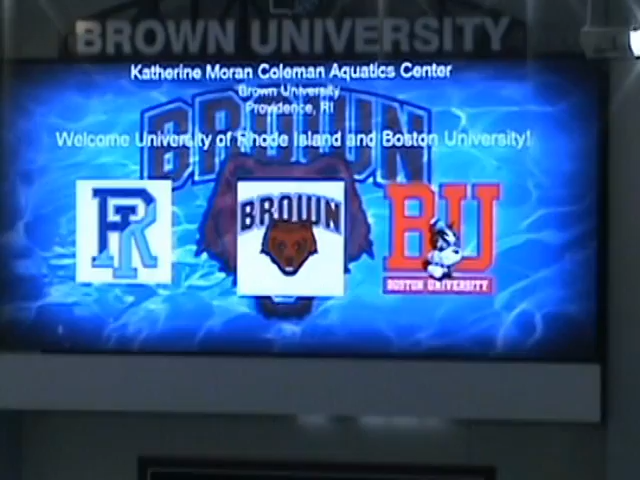 BROWN UNIVERSITY
Katherine Moran Coleman Aquatics Center
Brown University
Providence, RI
BROWN
Welcome University of Rhode Island and Boston University!
RI
BROWN
BU
BOSTON UNIVERSITY